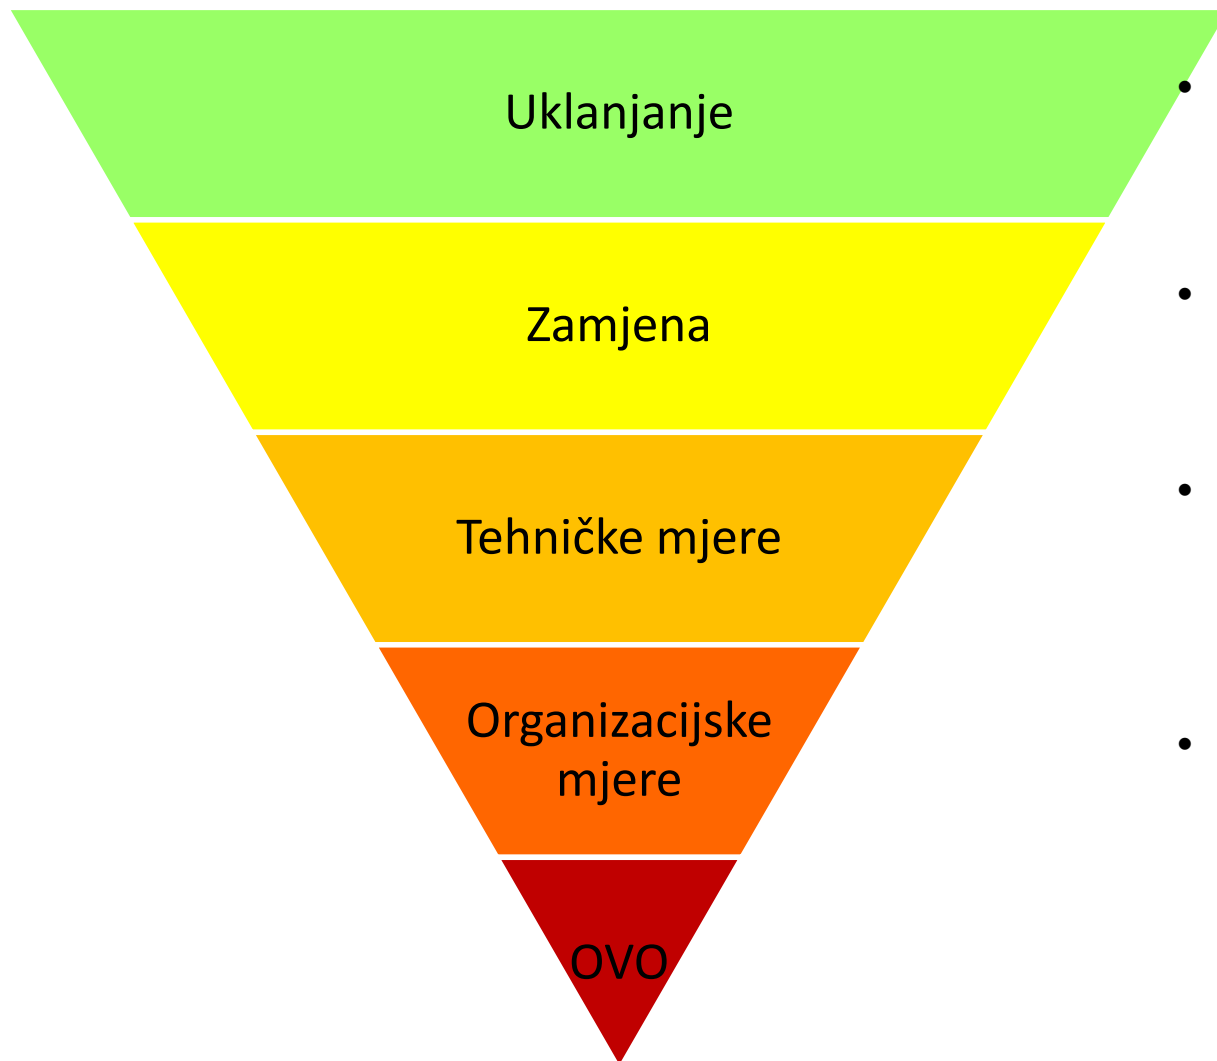 Uklanjanje
Zamjena
Tehničke mjere
Organizacijske
mjere
OVO